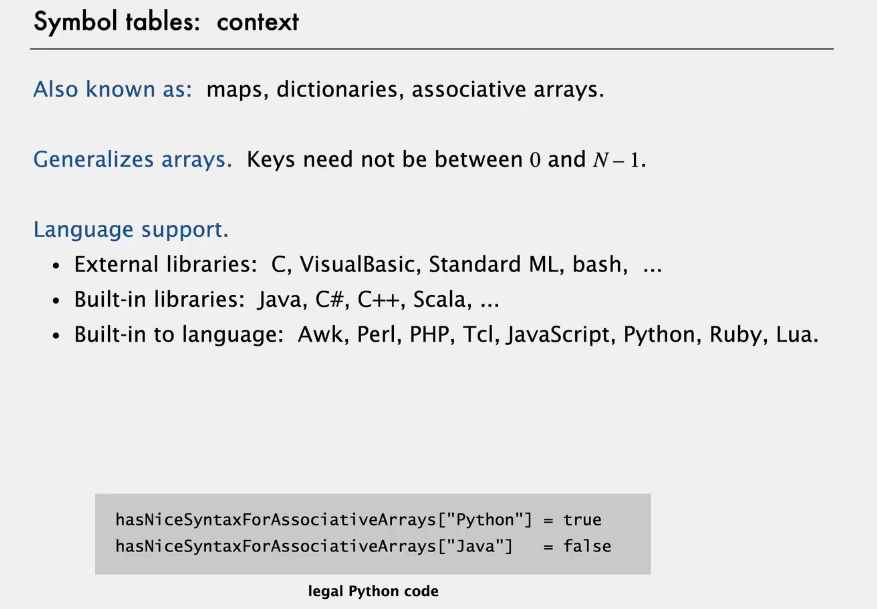 Symbol tables: context
Also known as: maps, dictionaries, associative arrays.
Generalizes arrays. Keys need not be between 0 and N – 1.
Language support.
• External libraries: C, VisualBasic, Standard ML, bash, ...
• Built-in libraries: Java, C#, C++, Scala, ...
• Built-in to language: Awk, Perl, PHP, Tcl, JavaScript, Python, Ruby, Lua.
hasNiceSyntaxForAssociativeArrays["Python"] = true
hasNiceSyntaxForAssociativeArrays["Java"]   = false
legal Python code